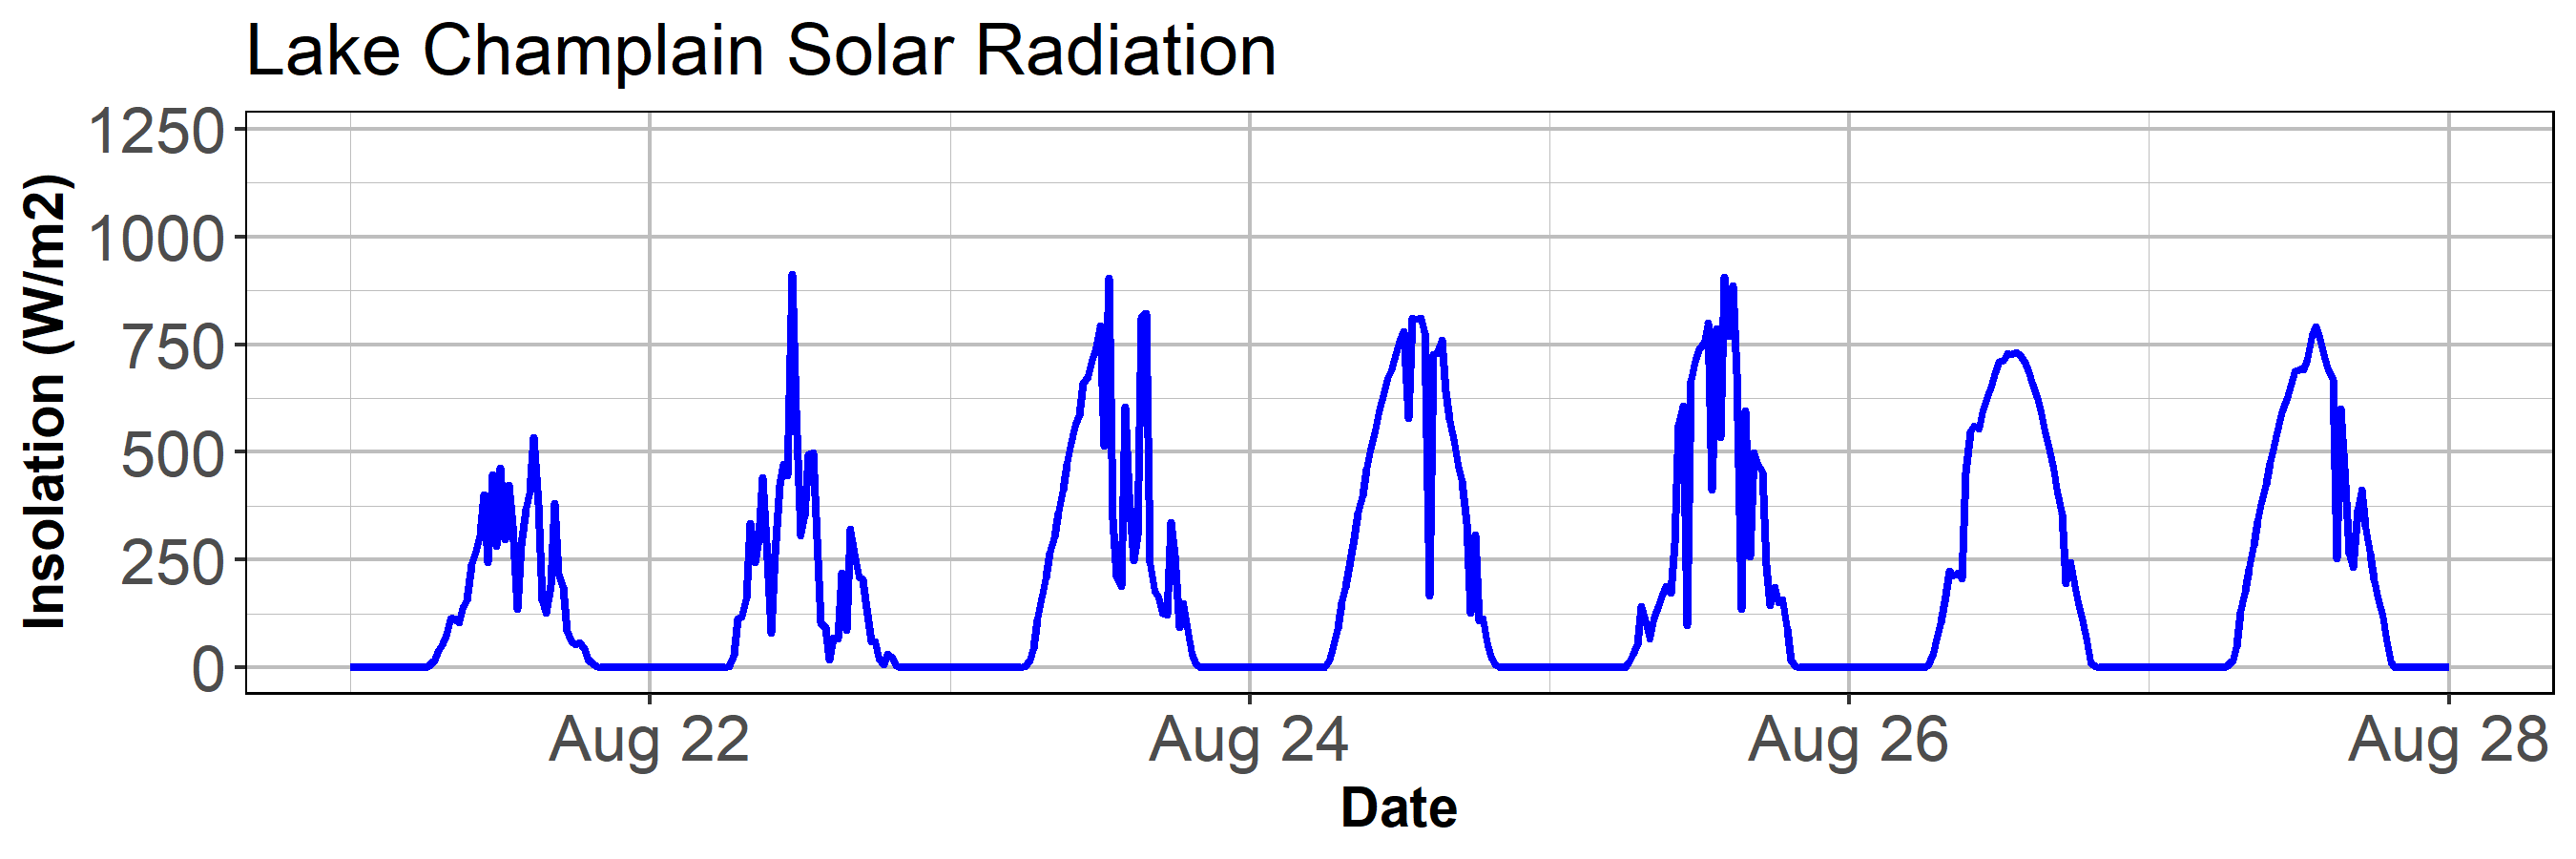 Lake Champlain Solar Radiation
1250
1000
750
500
250
0
Insolation (W/m2)
Aug 22 Aug 24 Aug 26 Aug 28
Date